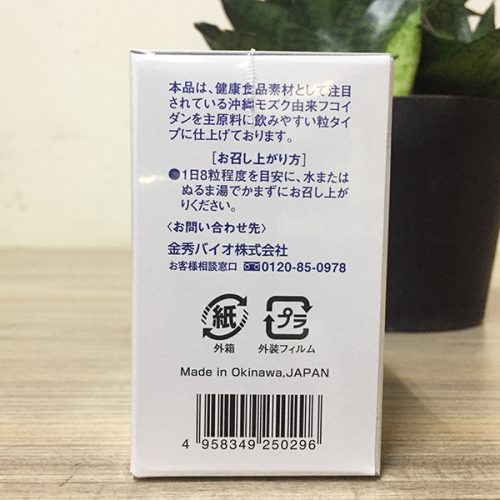 本品は、健康食品素材として注目
されている沖縄モズク由来フコイ
ダンを主原料に飲みやすい粒タイ
プに仕上げております。
［お召し上がり方］
●1日8粒程度を目安に、水または
ぬるま湯でかまずにお召し上が
りください。
〈お問い合わせ先〉
金秀バイオ株式会社
お客様相談窓口 0120-85-0978
紙 プラ
外箱 外装フィルム
Made in Okinawa,JAPAN
4 958349 250296